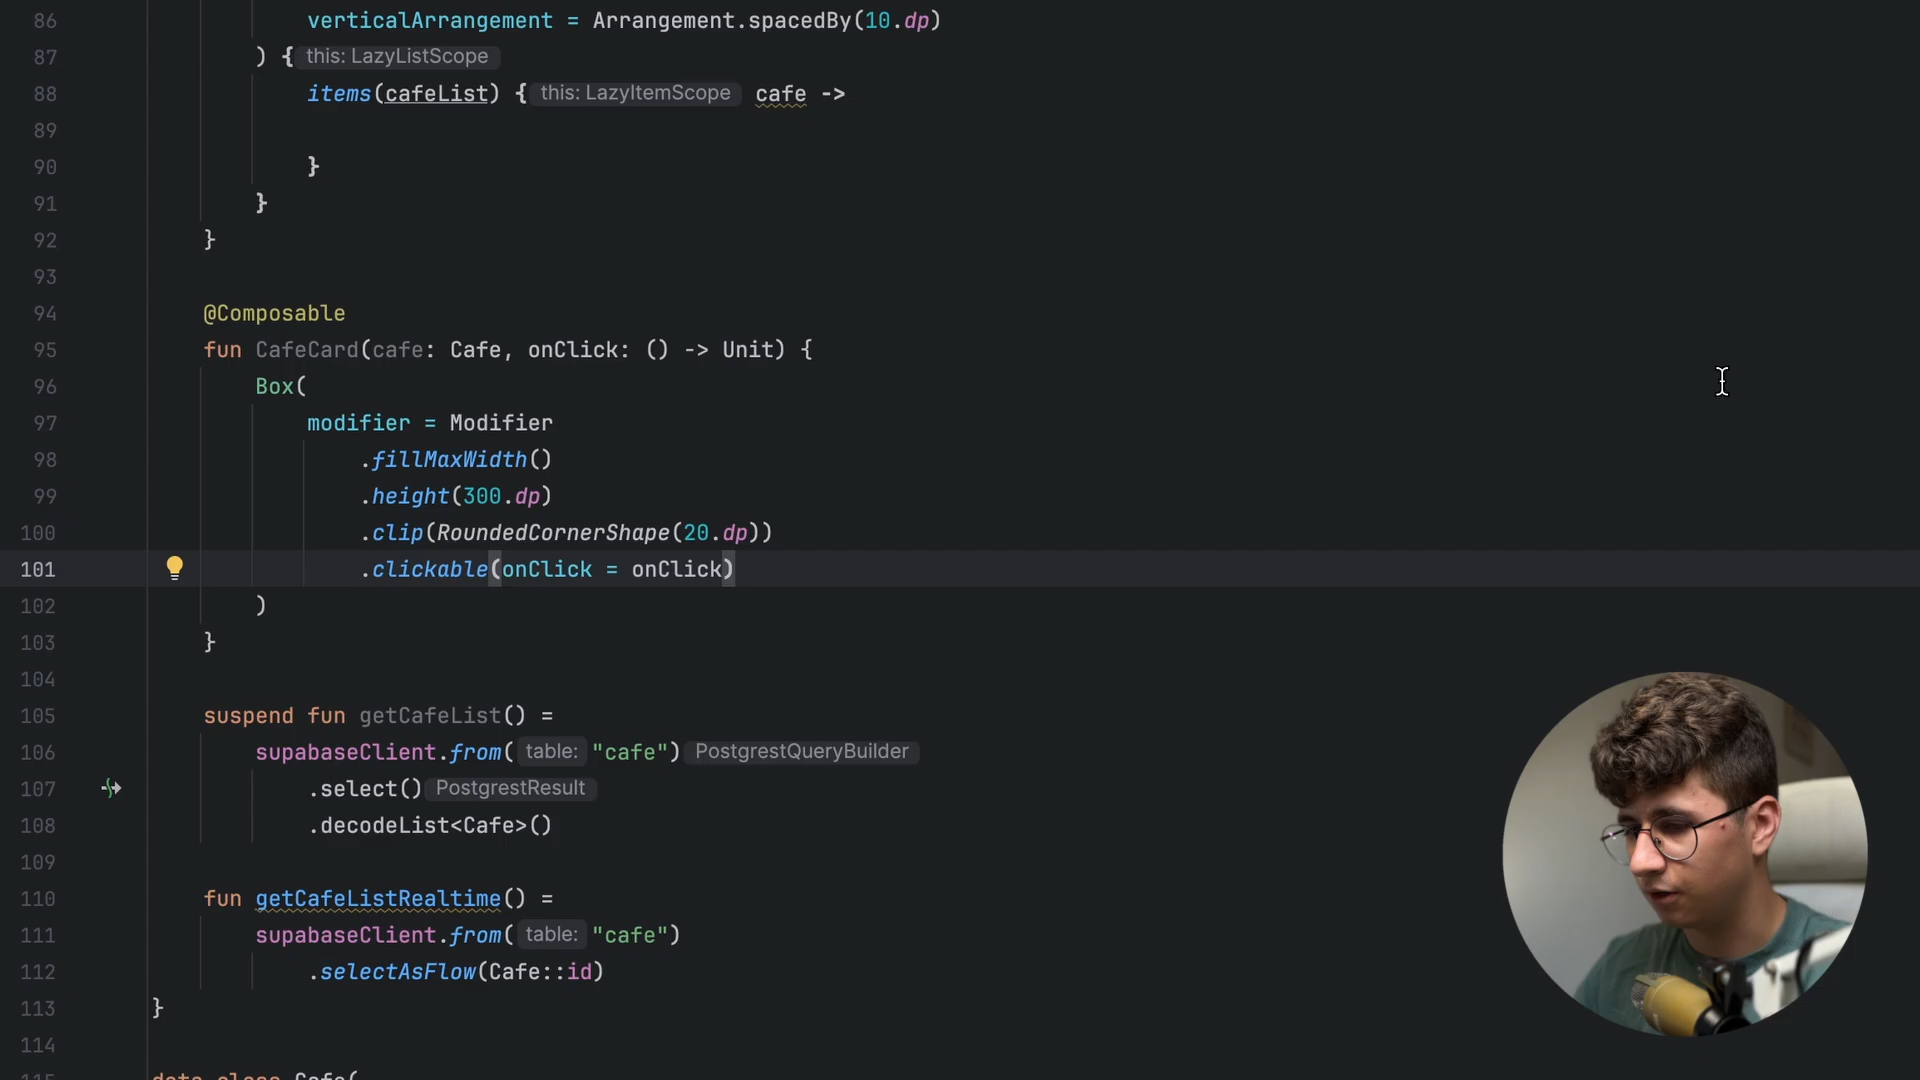 86 verticalArrangement = Arrangement.spacedBy(10.dp)
87 ) { this: LazyListScope
88 items(cafeList) { this: LazyItemScope cafe ->
89
90 }
91 }
92 }
93
94 @Composable
95 fun CafeCard(cafe: Cafe, onClick: () -> Unit) {
96 Box(
97 modifier = Modifier
98 .fillMaxWidth()
99 .height(300.dp)
100 .clip(RoundedCornerShape(20.dp))
101 .clickable(onClick = onClick)
102 )
103 }
104
105 suspend fun getCafeList() =
106 supabaseClient.from( table: "cafe") PostgrestQueryBuilder
107 .select() PostgrestResult
108 .decodeList<Cafe>()
109
110 fun getCafeListRealtime() =
111 supabaseClient.from( table: "cafe")
112 .selectAsFlow(Cafe::id)
113 }
114
115 data class Cafe(